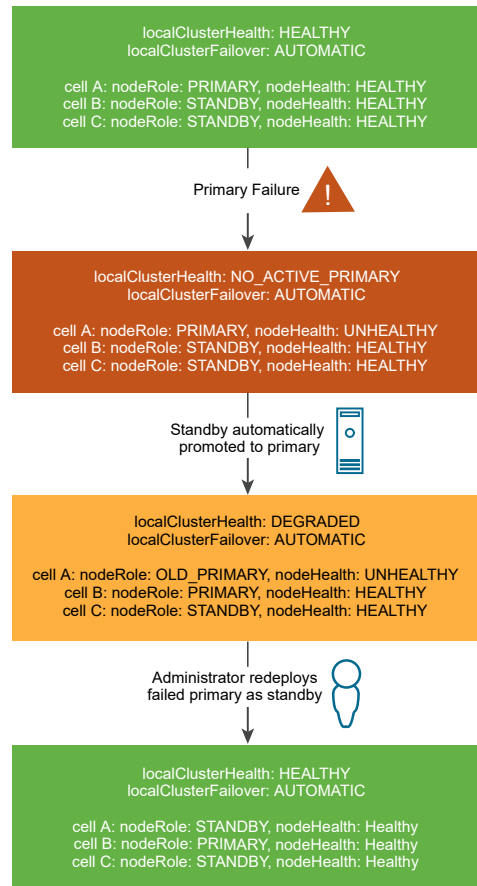 localClusterHealth: HEALTHY
localClusterFailover: AUTOMATIC
cell A: nodeRole: PRIMARY, nodeHealth: HEALTHY
cell B: nodeRole: STANDBY, nodeHealth: HEALTHY
cell C: nodeRole: STANDBY, nodeHealth: HEALTHY
Primary Failure
!
localClusterHealth: NO_ACTIVE_PRIMARY
localClusterFailover: AUTOMATIC
cell A: nodeRole: PRIMARY, nodeHealth: UNHEALTHY
cell B: nodeRole: STANDBY, nodeHealth: HEALTHY
cell C: nodeRole: STANDBY, nodeHealth: HEALTHY
Standby automatically
promoted to primary
localClusterHealth: DEGRADED
localClusterFailover: AUTOMATIC
cell A: nodeRole: OLD_PRIMARY, nodeHealth: UNHEALTHY
cell B: nodeRole: PRIMARY, nodeHealth: HEALTHY
cell C: nodeRole: STANDBY, nodeHealth: HEALTHY
Administrator redeploys
failed primary as standby
localClusterHealth: HEALTHY
localClusterFailover: AUTOMATIC
cell A: nodeRole: STANDBY, nodeHealth: Healthy
cell B: nodeRole: PRIMARY, nodeHealth: Healthy
cell C: nodeRole: STANDBY, nodeHealth: Healthy